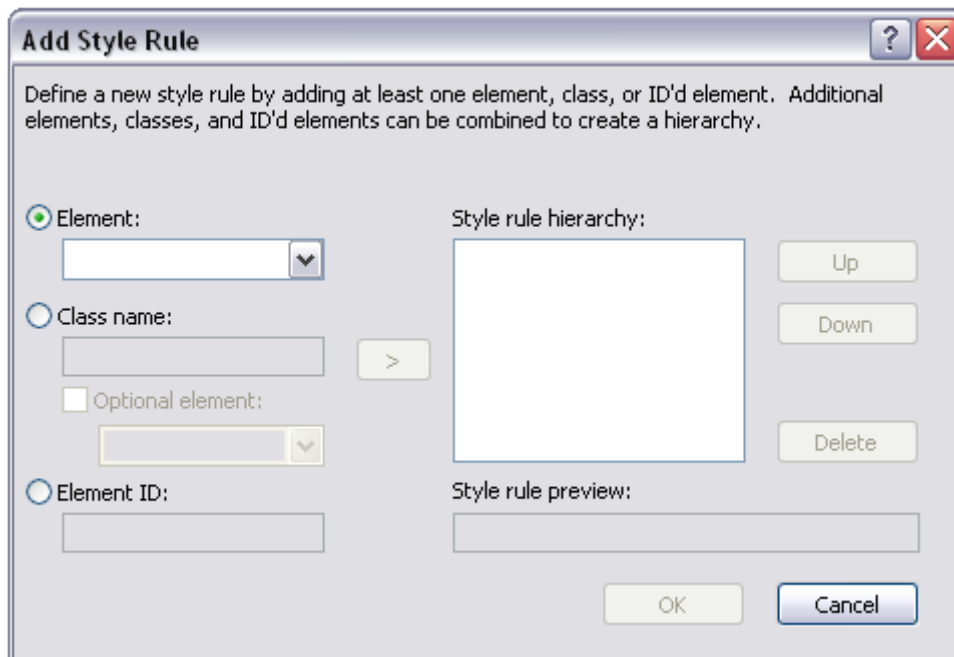 Add Style Rule
Define a new style rule by adding at least one element, class, or ID'd element.  Additional
elements, classes, and ID'd elements can be combined to create a hierarchy.
Element:
Style rule hierarchy:
Up
Class name:
Down
>
Optional element:
Delete
Element ID:
Style rule preview:
OK
Cancel